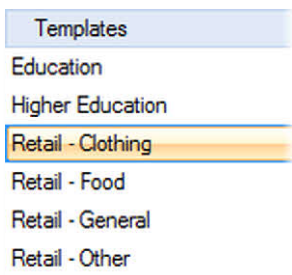 Templates
Education
Higher Education
Retail - Clothing
Retail - Food
Retail - General
Retail - Other